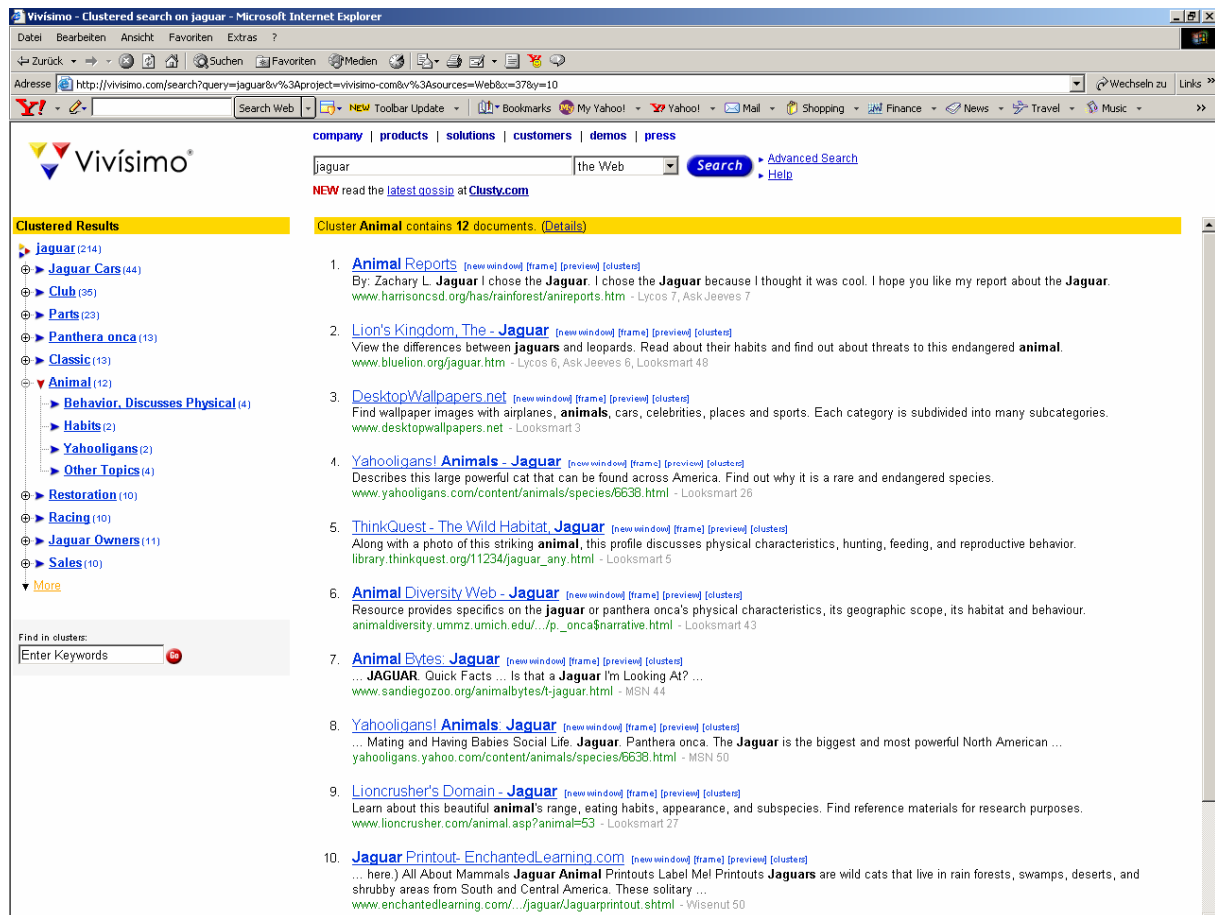 Vivísimo - Clustered search on jaguar - Microsoft Internet Explorer
Datei Bearbeiten Ansicht Favoriten Extras ?
Zurück Suchen Favoriten Medien
Adresse http://vivisimo.com/search?query=jaguar&v%3Aproject=vivisimo-com&v%3Asources=Web&x=37&y=10 Wechseln zu Links »
Y! Search Web NEW Toolbar Update Bookmarks My Yahoo! Yahoo! Mail Shopping Finance News Travel Music »
company | products | solutions | customers | demos | press
Vivísimo®
jaguar the Web Search Advanced Search
Help
NEW read the latest gossip at Clusty.com
Clustered Results
jaguar (214)
Jaguar Cars (44)
Club (35)
Parts (23)
Panthera onca (13)
Classic (13)
Animal (12)
Behavior, Discusses Physical (4)
Habits (2)
Yahooligans (2)
Other Topics (4)
Restoration (10)
Racing (10)
Jaguar Owners (11)
Sales (10)
More
Find in clusters:
Enter Keywords Go
Cluster Animal contains 12 documents. (Details)
1. Animal Reports [new window] [frame] [preview] [clusters]
By: Zachary L. Jaguar I chose the Jaguar. I chose the Jaguar because I thought it was cool. I hope you like my report about the Jaguar.
www.harrisoncsd.org/has/rainforest/anireports.htm - Lycos 7, Ask Jeeves 7
2. Lion's Kingdom, The - Jaguar [new window] [frame] [preview] [clusters]
View the differences between jaguars and leopards. Read about their habits and find out about threats to this endangered animal.
www.bluelion.org/jaguar.htm - Lycos 6, Ask Jeeves 6, Looksmart 48
3. DesktopWallpapers.net [new window] [frame] [preview] [clusters]
Find wallpaper images with airplanes, animals, cars, celebrities, places and sports. Each category is subdivided into many subcategories.
www.desktopwallpapers.net - Looksmart 3
4. Yahooligans! Animals - Jaguar [new window] [frame] [preview] [clusters]
Describes this large powerful cat that can be found across America. Find out why it is a rare and endangered species.
www.yahooligans.com/content/animals/species/6638.html - Looksmart 26
5. ThinkQuest - The Wild Habitat, Jaguar [new window] [frame] [preview] [clusters]
Along with a photo of this striking animal, this profile discusses physical characteristics, hunting, feeding, and reproductive behavior.
library.thinkquest.org/11234/jaguar_any.html - Looksmart 5
6. Animal Diversity Web - Jaguar [new window] [frame] [preview] [clusters]
Resource provides specifics on the jaguar or panthera onca's physical characteristics, its geographic scope, its habitat and behaviour.
animaldiversity.ummz.umich.edu/.../p._onca$narrative.html - Looksmart 43
7. Animal Bytes: Jaguar [new window] [frame] [preview] [clusters]
... JAGUAR. Quick Facts ... Is that a Jaguar I'm Looking At? ...
www.sandiegozoo.org/animalbytes/t-jaguar.html - MSN 44
8. Yahooligans! Animals: Jaguar [new window] [frame] [preview] [clusters]
... Mating and Having Babies Social Life. Jaguar. Panthera onca. The Jaguar is the biggest and most powerful North American ...
yahooligans.yahoo.com/content/animals/species/6638.html - MSN 50
9. Lioncrusher's Domain - Jaguar [new window] [frame] [preview] [clusters]
Learn about this beautiful animal's range, eating habits, appearance, and subspecies. Find reference materials for research purposes.
www.lioncrusher.com/animal.asp?animal=53 - Looksmart 27
10. Jaguar Printout- EnchantedLearning.com [new window] [frame] [preview] [clusters]
... here.) All About Mammals Jaguar Animal Printouts Label Me! Printouts Jaguars are wild cats that live in rain forests, swamps, deserts, and
shrubby areas from South and Central America. These solitary ...
www.enchantedlearning.com/.../jaguar/Jaguarprintout.shtml - Wisenut 50